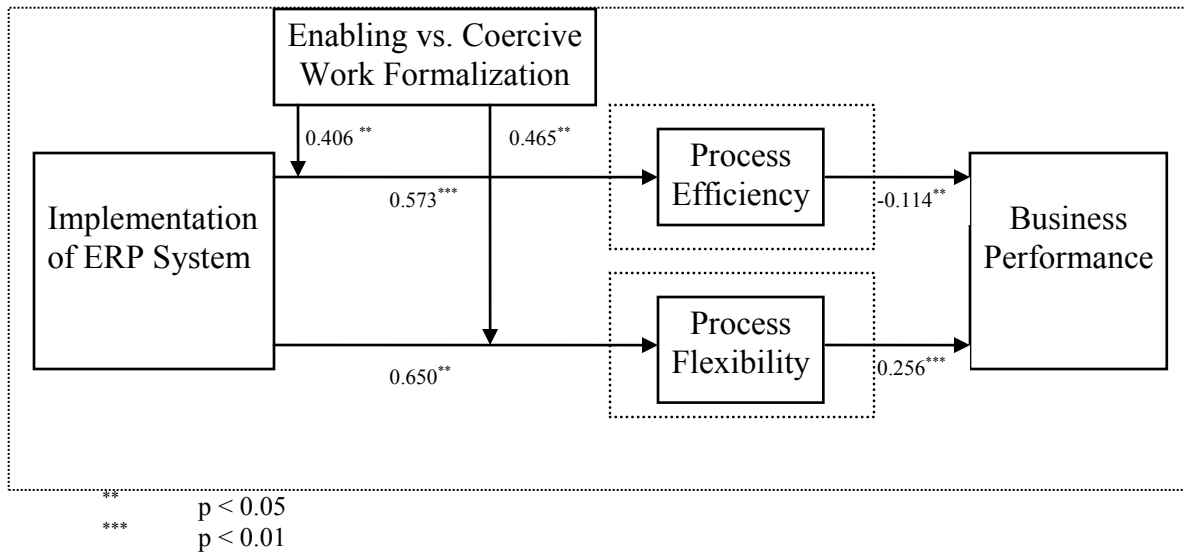 Enabling vs. Coercive
Work Formalization
0.406 **
0.465**
Implementation
of ERP System
0.573***
Process
Efficiency
-0.114**
Business
Performance
0.650**
Process
Flexibility
0.256***
** p < 0.05
*** p < 0.01